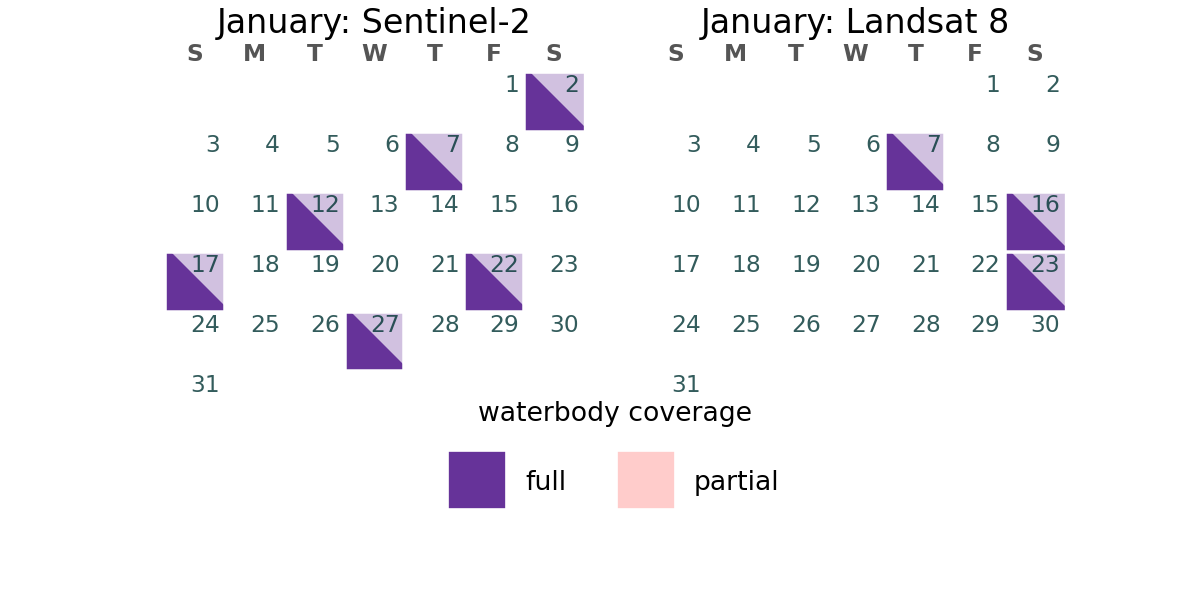 January: Sentinel-2
S M T W T F S
1 2
3 4 5 6 7 8 9
10 11 12 13 14 15 16
17 18 19 20 21 22 23
24 25 26 27 28 29 30
31
January: Landsat 8
S M T W T F S
1 2
3 4 5 6 7 8 9
10 11 12 13 14 15 16
17 18 19 20 21 22 23
24 25 26 27 28 29 30
31
waterbody coverage
full partial